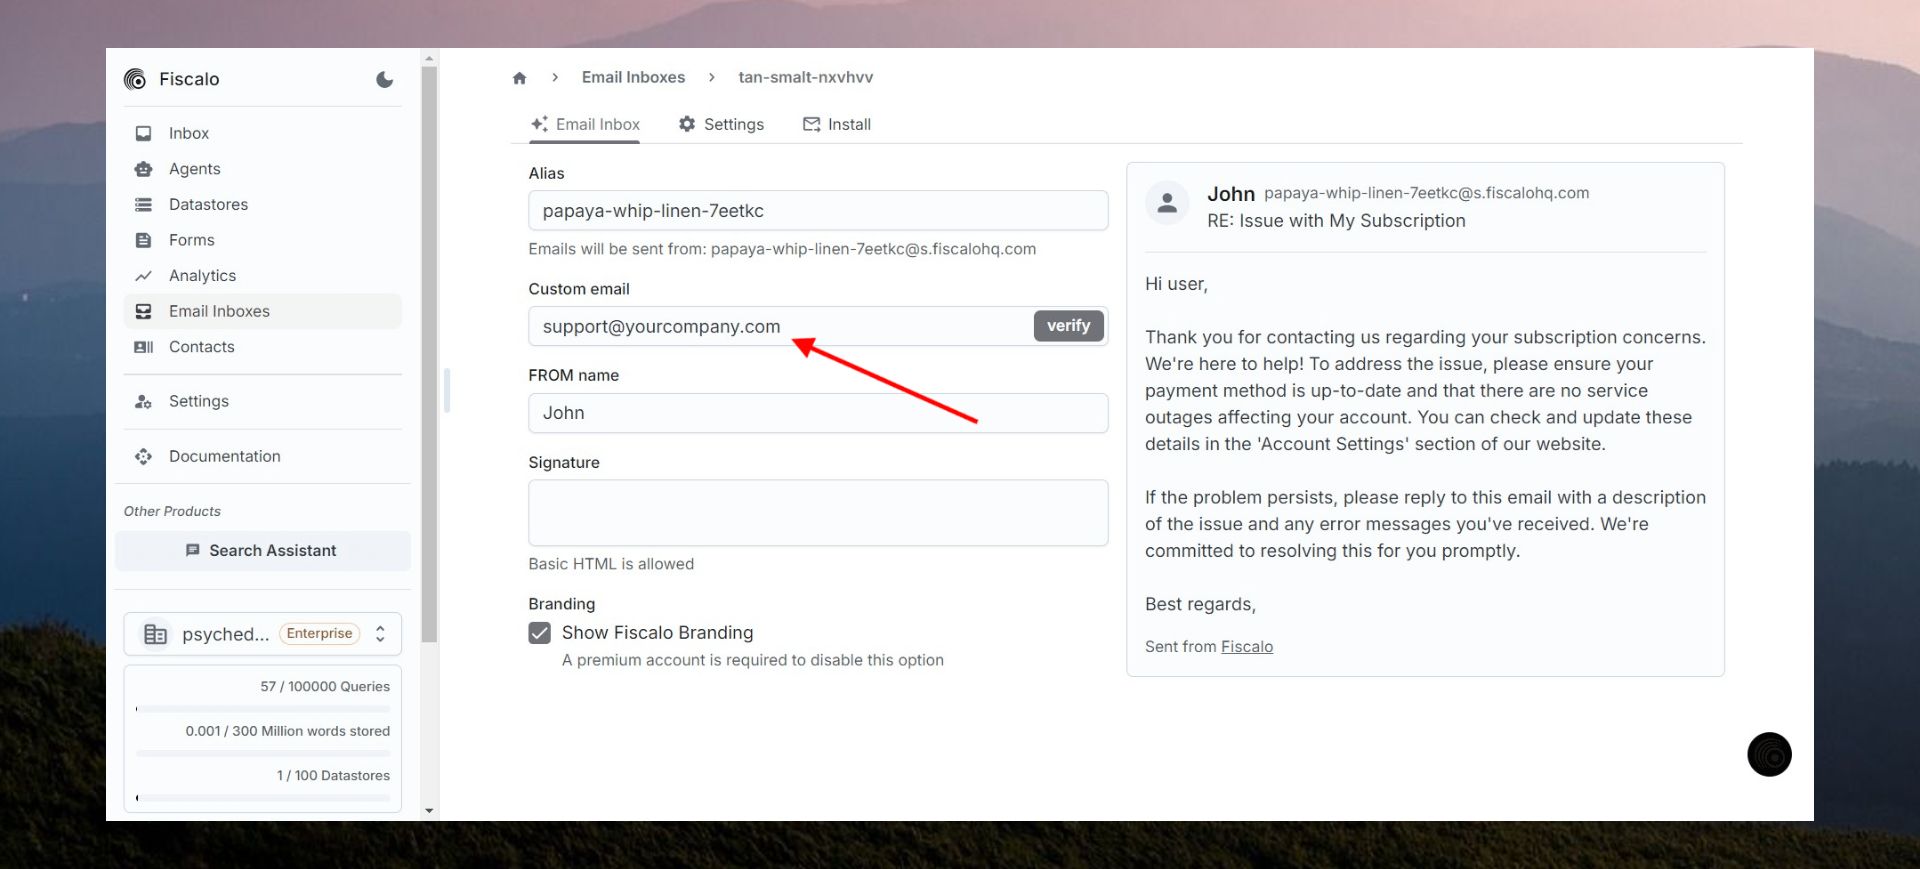 Fiscalo
Inbox
Agents
Datastores
Forms
Analytics
Email Inboxes
Contacts
Settings
Documentation
Other Products
Search Assistant
psyched... Enterprise
57 / 100000 Queries
0.001 / 300 Million words stored
1 / 100 Datastores
Email Inboxes
tan-smalt-nxvhvv
Email Inbox
Settings
Install
Alias
papaya-whip-linen-7eetkc
Emails will be sent from: papaya-whip-linen-7eetkc@s.fiscalohq.com
Custom email
support@yourcompany.com
verify
FROM name
John
Signature
Basic HTML is allowed
Branding
Show Fiscalo Branding
A premium account is required to disable this option
John papaya-whip-linen-7eetkc@s.fiscalohq.com
RE: Issue with My Subscription
Hi user,
Thank you for contacting us regarding your subscription concerns.
We're here to help! To address the issue, please ensure your
payment method is up-to-date and that there are no service
outages affecting your account. You can check and update these
details in the 'Account Settings' section of our website.
If the problem persists, please reply to this email with a description
of the issue and any error messages you've received. We're
committed to resolving this for you promptly.
Best regards,
Sent from Fiscalo